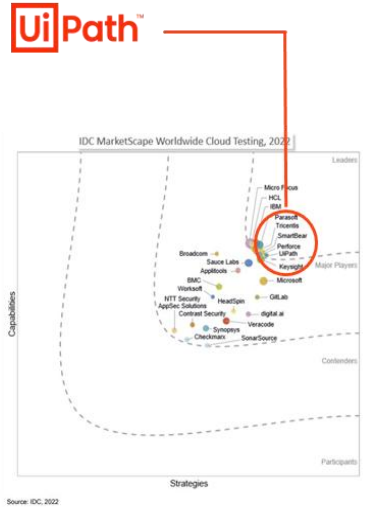 UiPath™
IDC MarketScape Worldwide Cloud Testing, 2022
Leaders
Micro Focus
HCL
IBM
Parasoft
Tricentis
SmartBear
Perforce
UiPath
Keysight
Major Players
Broadcom
Sauce Labs
Applitools
BMC
Microsoft
Worksoft
GitLab
NTT Security
AppSec Solutions
HeadSpin
Contrast Security
digital.ai
Veracode
Synopsys
Checkmarx
SonarSource
Contenders
Participants
Capabilities
Strategies
Source: IDC, 2022